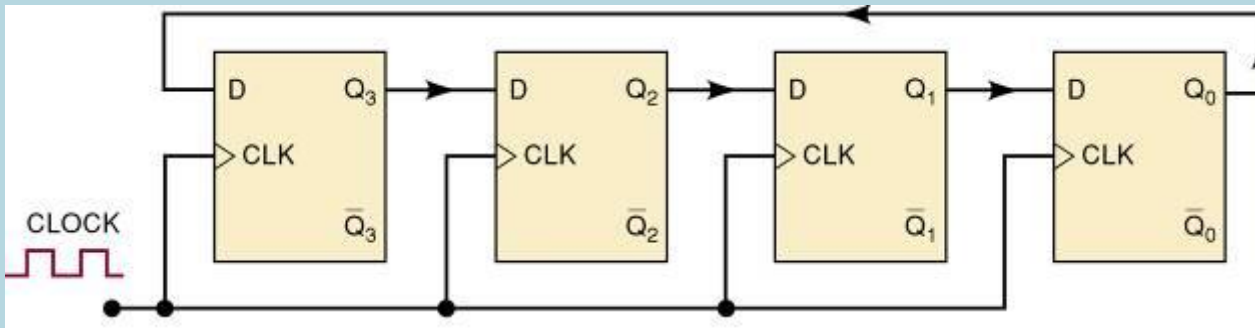 D Q₃ D Q₂ D Q₁ D Q₀
CLK CLK CLK CLK
CLOCK Q̅₃ Q̅₂ Q̅₁ Q̅₀